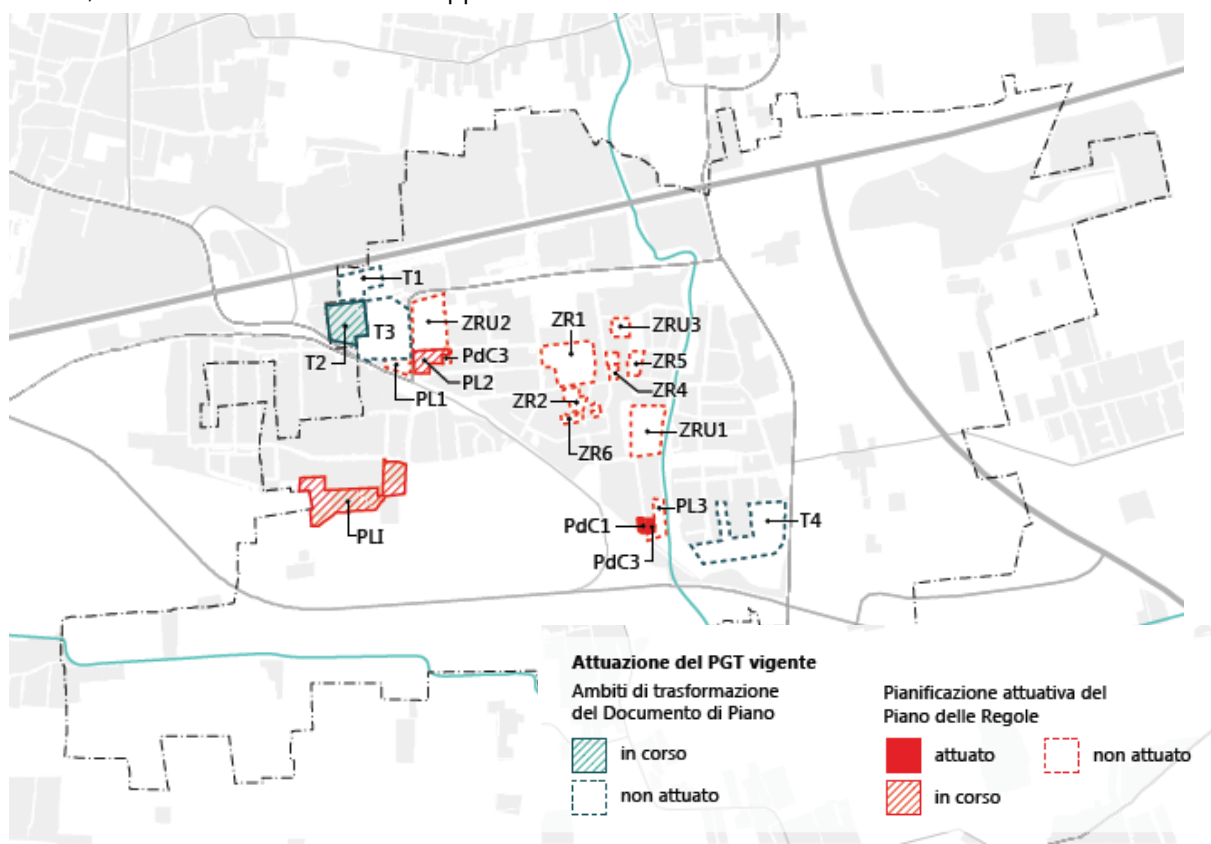 T1
T3
ZRU2
ZR1
ZRU3
T2
PdC3
ZR5
PL2
ZR4
PL1
ZR2
ZRU1
ZR6
PL3
T4
PdC1
PLI
PdC3
Attuazione del PGT vigente
Ambiti di trasformazione
del Documento di Piano
in corso
non attuato
Pianificazione attuativa del
Piano delle Regole
attuato
non attuato
in corso